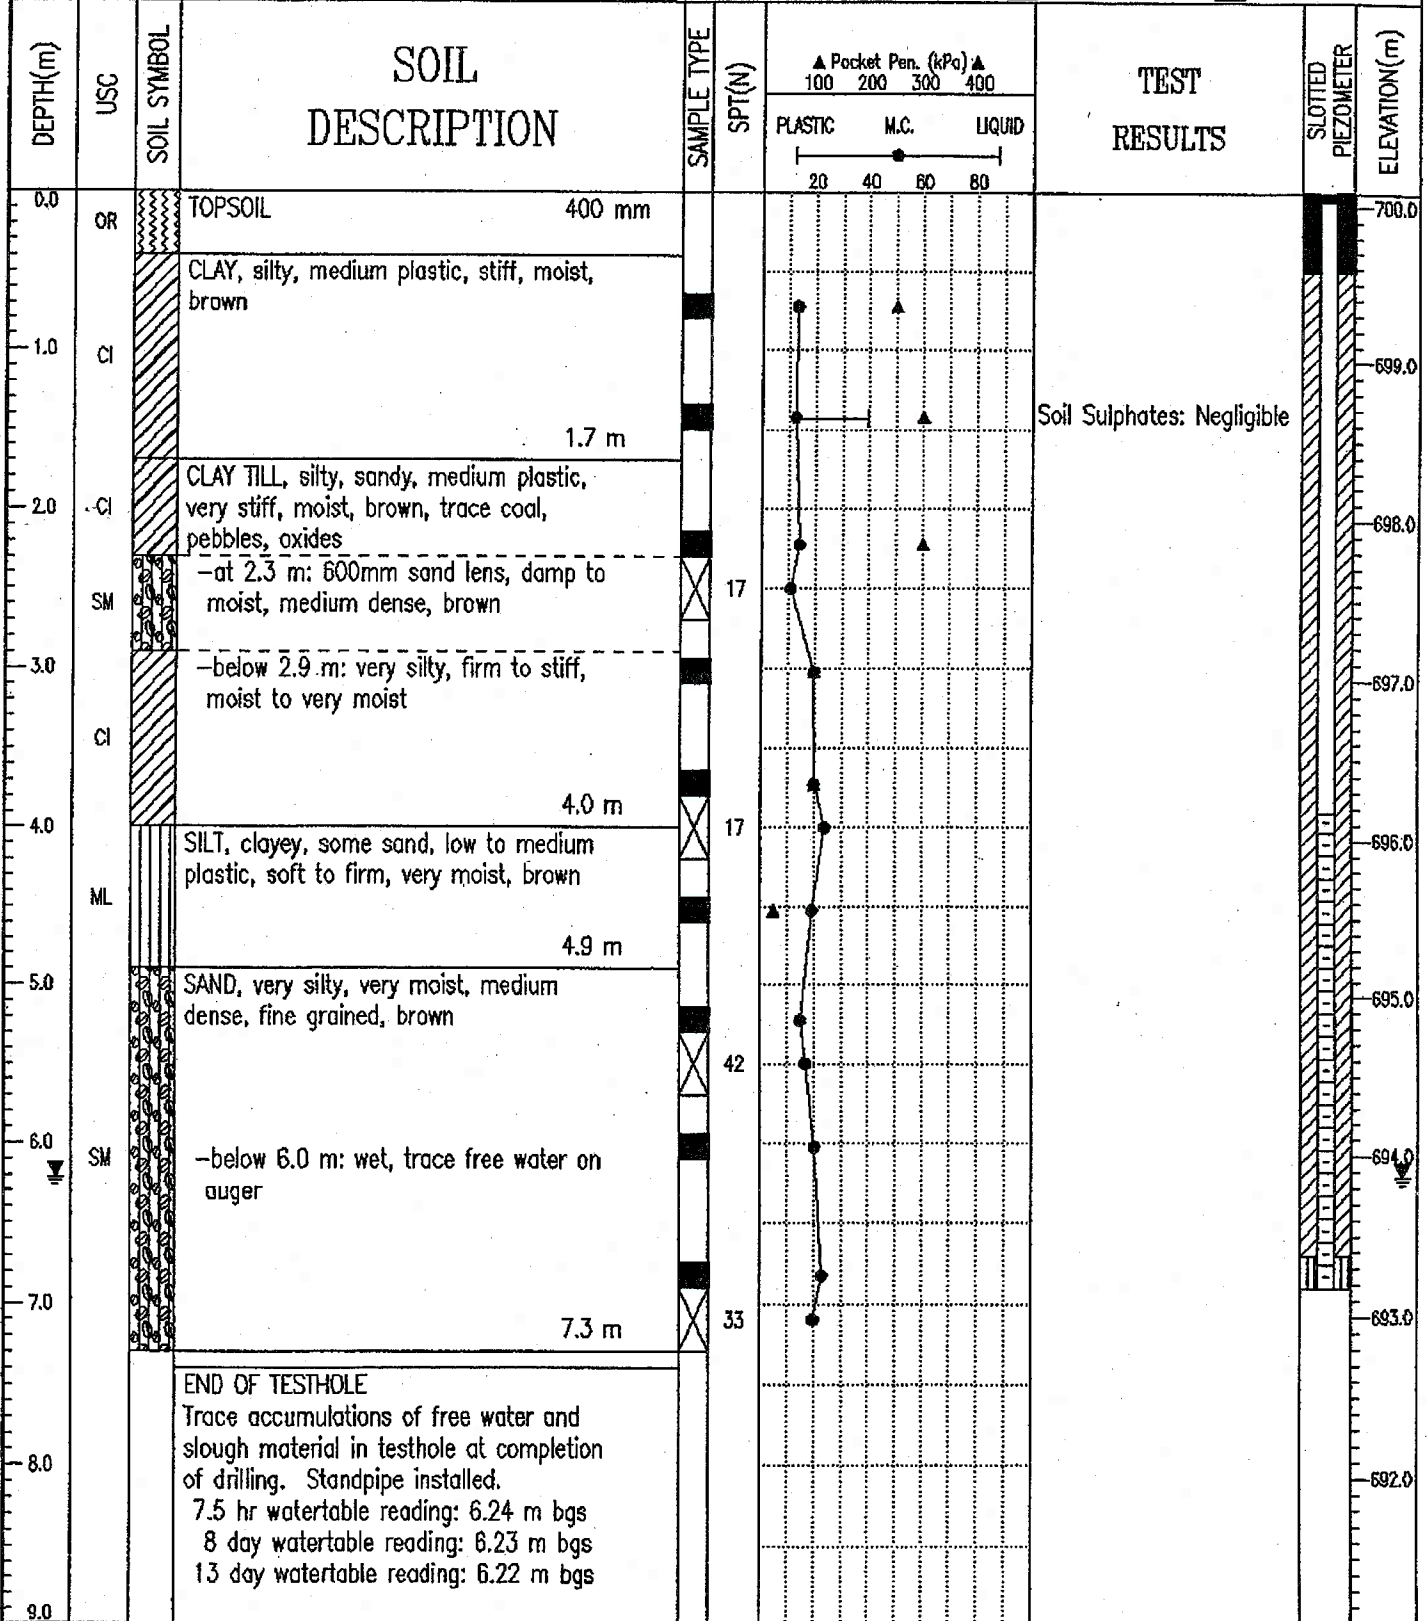 DEPTH(m)
USC
SOIL SYMBOL
SOIL
DESCRIPTION
SAMPLE TYPE
SPT(N)
▲ Pocket Pen. (kPa) ▲
100 200 300 400
PLASTIC M.C. LIQUID
20 40 60 80
TEST
RESULTS
SLOTTED
PIEZOMETER
ELEVATION(m)
0.0
OR
TOPSOIL 400 mm
700.0
CLAY, silty, medium plastic, stiff, moist,
brown
1.0
CI
699.0
Soil Sulphates: Negligible
1.7 m
CLAY TILL, silty, sandy, medium plastic,
2.0
CI
very stiff, moist, brown, trace coal,
698.0
pebbles, oxides
-at 2.3 m: 600mm sand lens, damp to
17
SM
moist, medium dense, brown
3.0
-below 2.9 m: very silty, firm to stiff,
697.0
moist to very moist
CI
4.0 m
4.0
17
SILT, clayey, some sand, low to medium
696.0
plastic, soft to firm, very moist, brown
ML
4.9 m
5.0
SAND, very silty, very moist, medium
695.0
dense, fine grained, brown
42
6.0
SM
-below 6.0 m: wet, trace free water on
694.0
auger
7.0
7.3 m
33
693.0
END OF TESTHOLE
Trace accumulations of free water and
slough material in testhole at completion
8.0
of drilling. Standpipe installed.
692.0
7.5 hr watertable reading: 6.24 m bgs
8 day watertable reading: 6.23 m bgs
13 day watertable reading: 6.22 m bgs
9.0